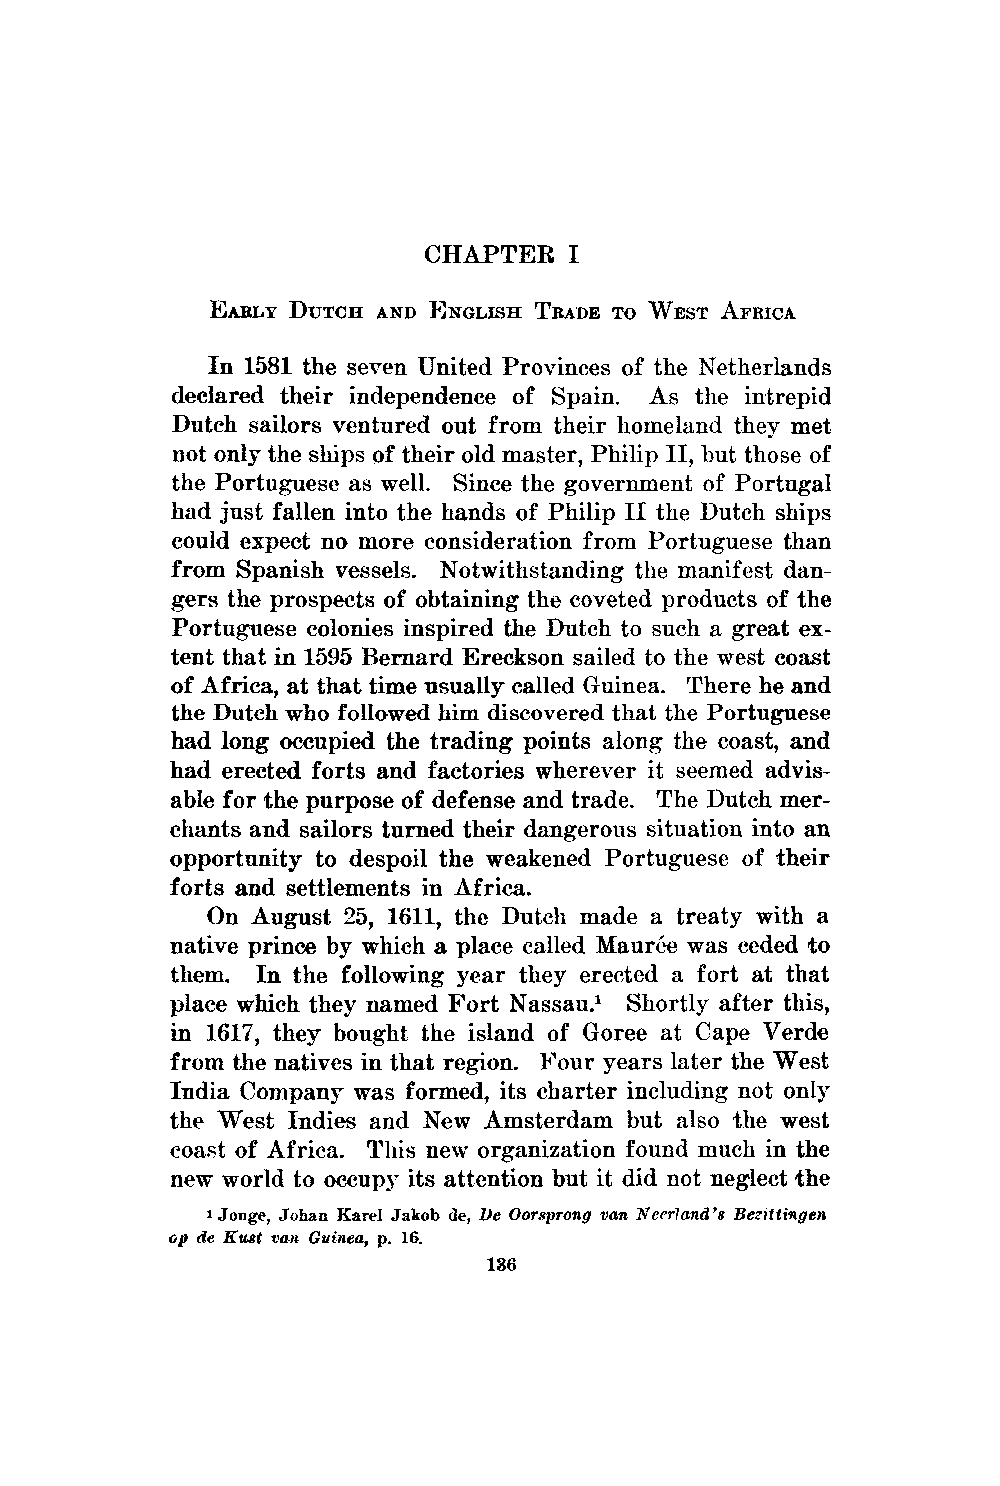 CHAPTER I
Early Dutch and English Trade to West Africa
In 1581 the seven United Provinces of the Netherlands
declared their independence of Spain. As the intrepid
Dutch sailors ventured out from their homeland they met
not only the ships of their old master, Philip II, but those of
the Portuguese as well. Since the government of Portugal
had just fallen into the hands of Philip II the Dutch ships
could expect no more consideration from Portuguese than
from Spanish vessels. Notwithstanding the manifest dan-
gers the prospects of obtaining the coveted products of the
Portuguese colonies inspired the Dutch to such a great ex-
tent that in 1595 Bernard Ereckson sailed to the west coast
of Africa, at that time usually called Guinea. There he and
the Dutch who followed him discovered that the Portuguese
had long occupied the trading points along the coast, and
had erected forts and factories wherever it seemed advis-
able for the purpose of defense and trade. The Dutch mer-
chants and sailors turned their dangerous situation into an
opportunity to despoil the weakened Portuguese of their
forts and settlements in Africa.
On August 25, 1611, the Dutch made a treaty with a
native prince by which a place called Maurée was ceded to
them. In the following year they erected a fort at that
place which they named Fort Nassau.¹ Shortly after this,
in 1617, they bought the island of Goree at Cape Verde
from the natives in that region. Four years later the West
India Company was formed, its charter including not only
the West Indies and New Amsterdam but also the west
coast of Africa. This new organization found much in the
new world to occupy its attention but it did not neglect the
¹ Jonge, Johan Karel Jakob de, De Oorsprong van Neerland's Bezittingen
op de Kust van Guinea, p. 16.
136